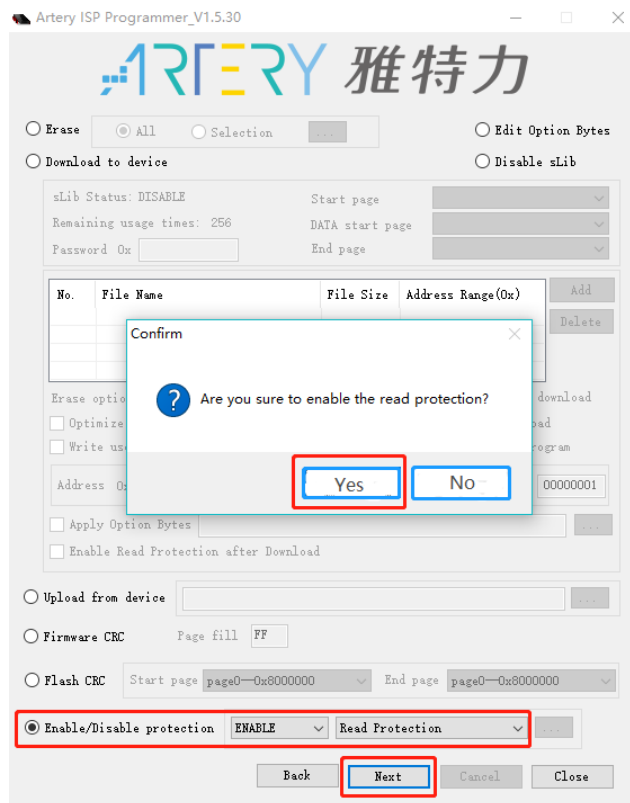 Artery ISP Programmer_V1.5.30
ARTERY 雅特力
Erase All Selection ... Edit Option Bytes
Download to device Disable sLib
sLib Status: DISABLE Start page
Remaining usage times: 256 DATA start page
Password 0x End page
No. File Name File Size Address Range(0x) Add
Delete
Confirm
Are you sure to enable the read protection?
Yes No
Erase optio download
Optimize oad
Write us rogram
Address 0 00000001
Apply Option Bytes ...
Enable Read Protection after Download
Upload from device ...
Firmware CRC Page fill FF
Flash CRC Start page page0—0x8000000 End page page0—0x8000000
Enable/Disable protection ENABLE Read Protection ...
Back Next Cancel Close